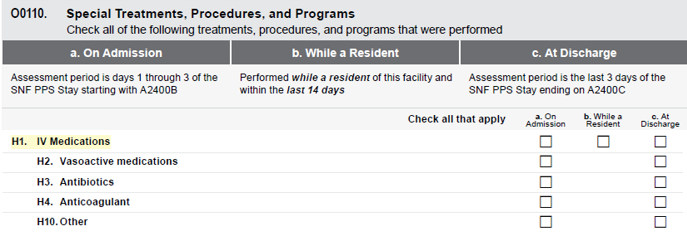 O0110. Special Treatments, Procedures, and Programs
Check all of the following treatments, procedures, and programs that were performed
a. On Admission b. While a Resident c. At Discharge
Assessment period is days 1 through 3 of the Performed while a resident of this facility and Assessment period is the last 3 days of the
SNF PPS Stay starting with A2400B within the last 14 days SNF PPS Stay ending on A2400C
Check all that apply a. On Admission b. While a Resident c. At Discharge
H1. IV Medications
H2. Vasoactive medications
H3. Antibiotics
H4. Anticoagulant
H10. Other